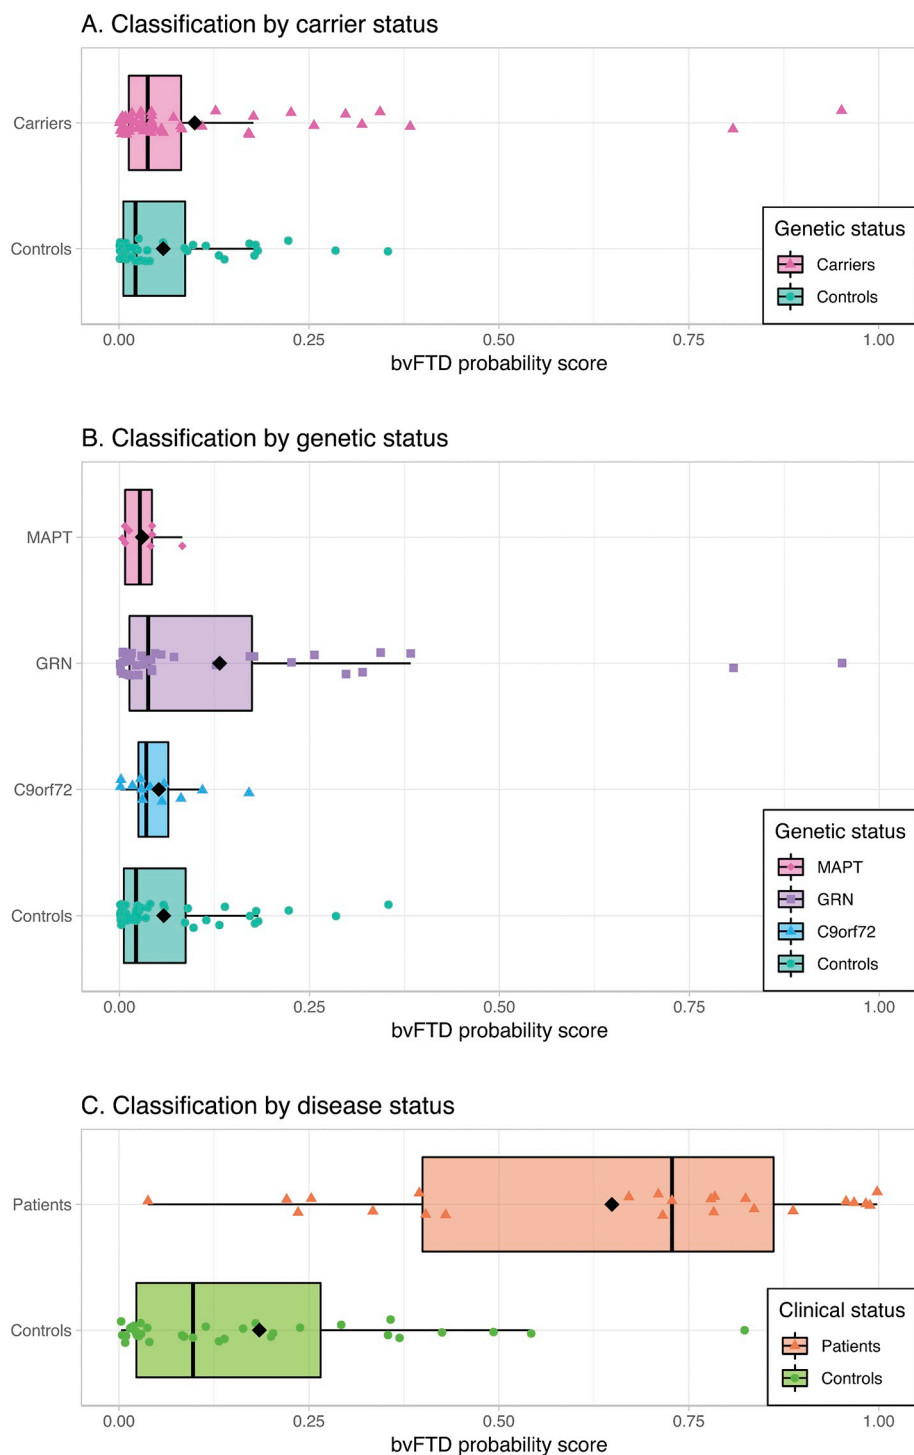 A. Classification by carrier status
Carriers
Controls
Genetic status
Carriers
Controls
0.00 0.25 0.50 0.75 1.00
bvFTD probability score
B. Classification by genetic status
MAPT
GRN
C9orf72
Controls
Genetic status
MAPT
GRN
C9orf72
Controls
0.00 0.25 0.50 0.75 1.00
bvFTD probability score
C. Classification by disease status
Patients
Controls
Clinical status
Patients
Controls
0.00 0.25 0.50 0.75 1.00
bvFTD probability score